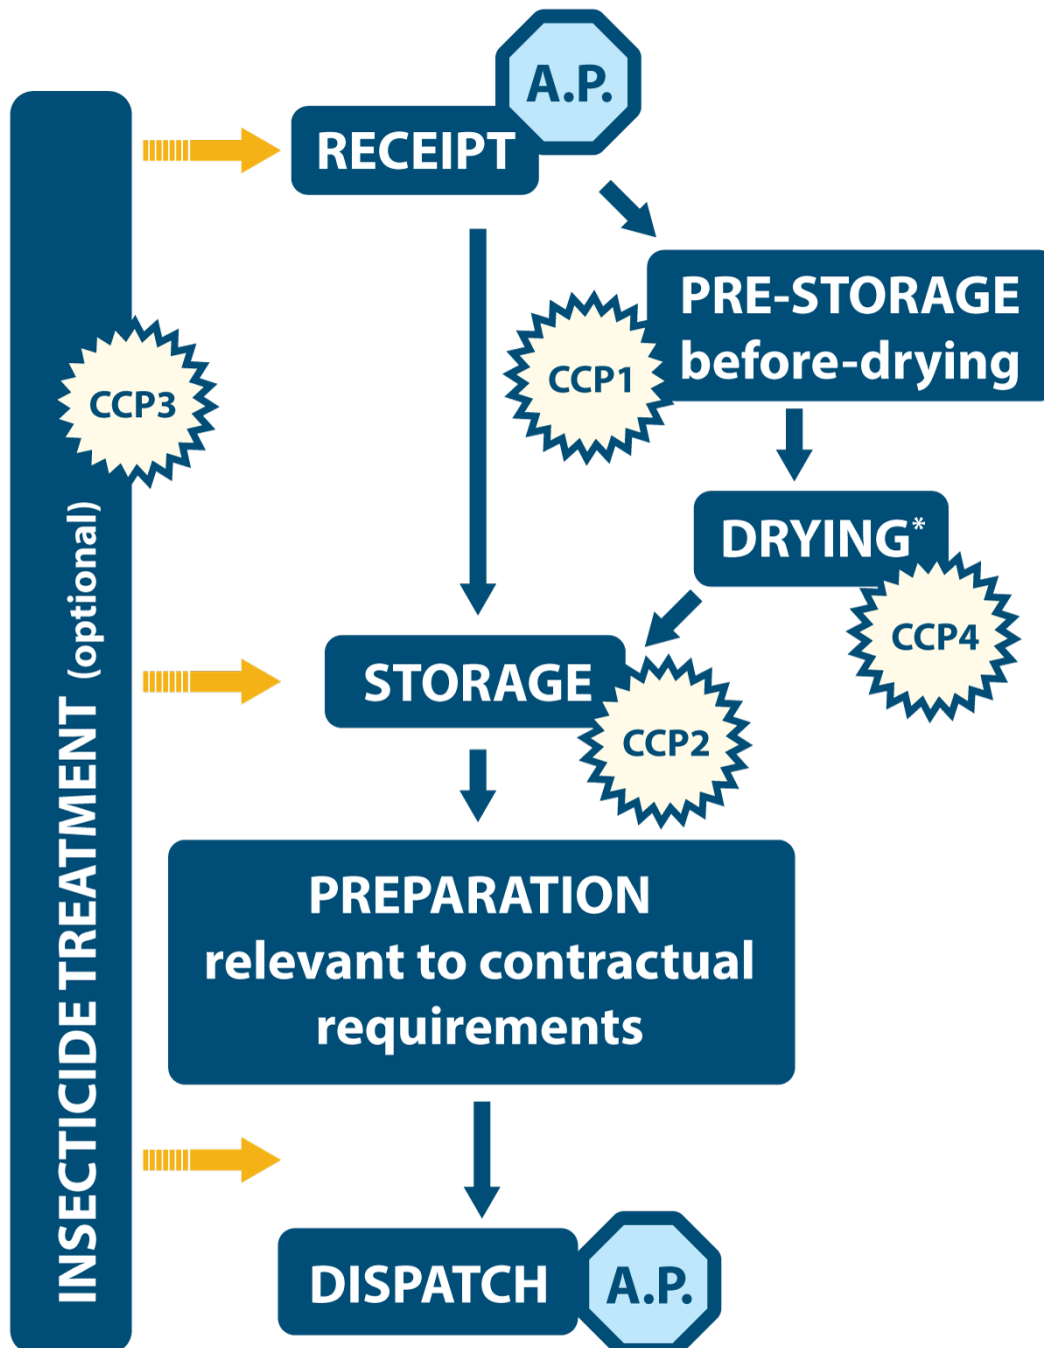 A.P.
RECEIPT
PRE-STORAGE
before-drying
CCP1
CCP3
DRYING*
CCP4
STORAGE
CCP2
INSECTICIDE TREATMENT (optional)
PREPARATION
relevant to contractual
requirements
DISPATCH
A.P.